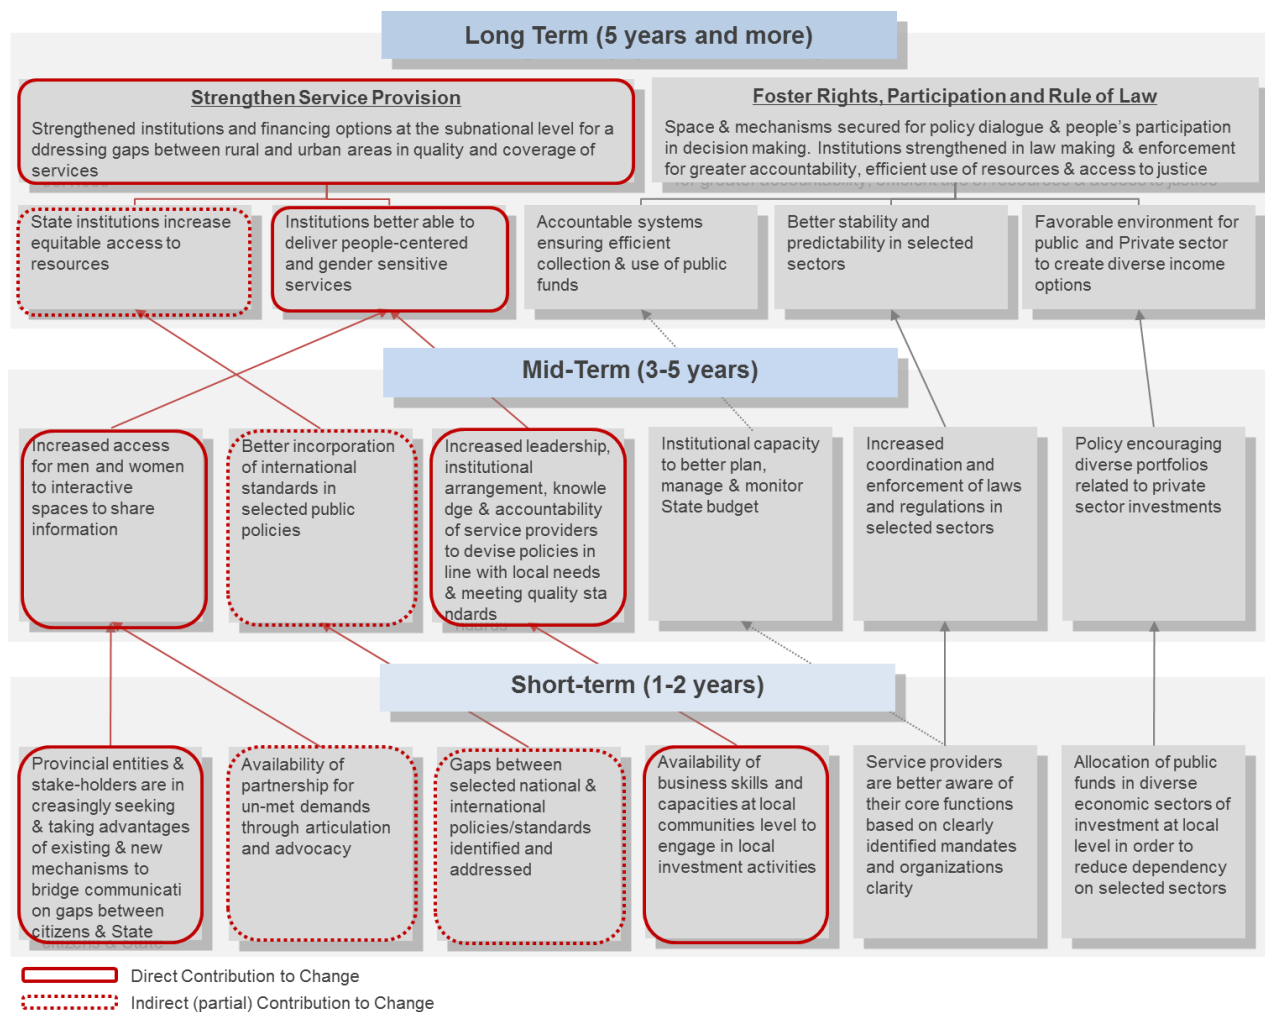 Long Term (5 years and more)
Strengthen Service Provision
Strengthened institutions and financing options at the subnational level for a
ddressing gaps between rural and urban areas in quality and coverage of
services
Foster Rights, Participation and Rule of Law
Space & mechanisms secured for policy dialogue & people's participation
in decision making. Institutions strengthened in law making & enforcement
for greater accountability, efficient use of resources & access to justice
State institutions increase
equitable access to
resources
Institutions better able to
deliver people-centered
and gender sensitive
services
Accountable systems
ensuring efficient
collection & use of public
funds
Better stability and
predictability in selected
sectors
Favorable environment for
public and Private sector
to create diverse income
options
Mid-Term (3-5 years)
Increased access
for men and women
to interactive
spaces to share
information
Better incorporation
of international
standards in
selected public
policies
Increased leadership,
institutional
arrangement, knowle
dge & accountability
of service providers
to devise policies in
line with local needs
& meeting quality sta
ndards
Institutional capacity
to better plan,
manage & monitor
State budget
Increased
coordination and
enforcement of laws
and regulations in
selected sectors
Policy encouraging
diverse portfolios
related to private
sector investments
Short-term (1-2 years)
Provincial entities &
stake-holders are in
creasingly seeking
& taking advantages
of existing & new
mechanisms to
bridge communicati
on gaps between
citizens & State
Availability of
partnership for
un-met demands
through articulation
and advocacy
Gaps between
selected national &
international
policies/standards
identified and
addressed
Availability of
business skills and
capacities at local
communities level to
engage in local
investment activities
Service providers
are better aware of
their core functions
based on clearly
identified mandates
and organizations
clarity
Allocation of public
funds in diverse
economic sectors of
investment at local
level in order to
reduce dependency
on selected sectors
Direct Contribution to Change
Indirect (partial) Contribution to Change